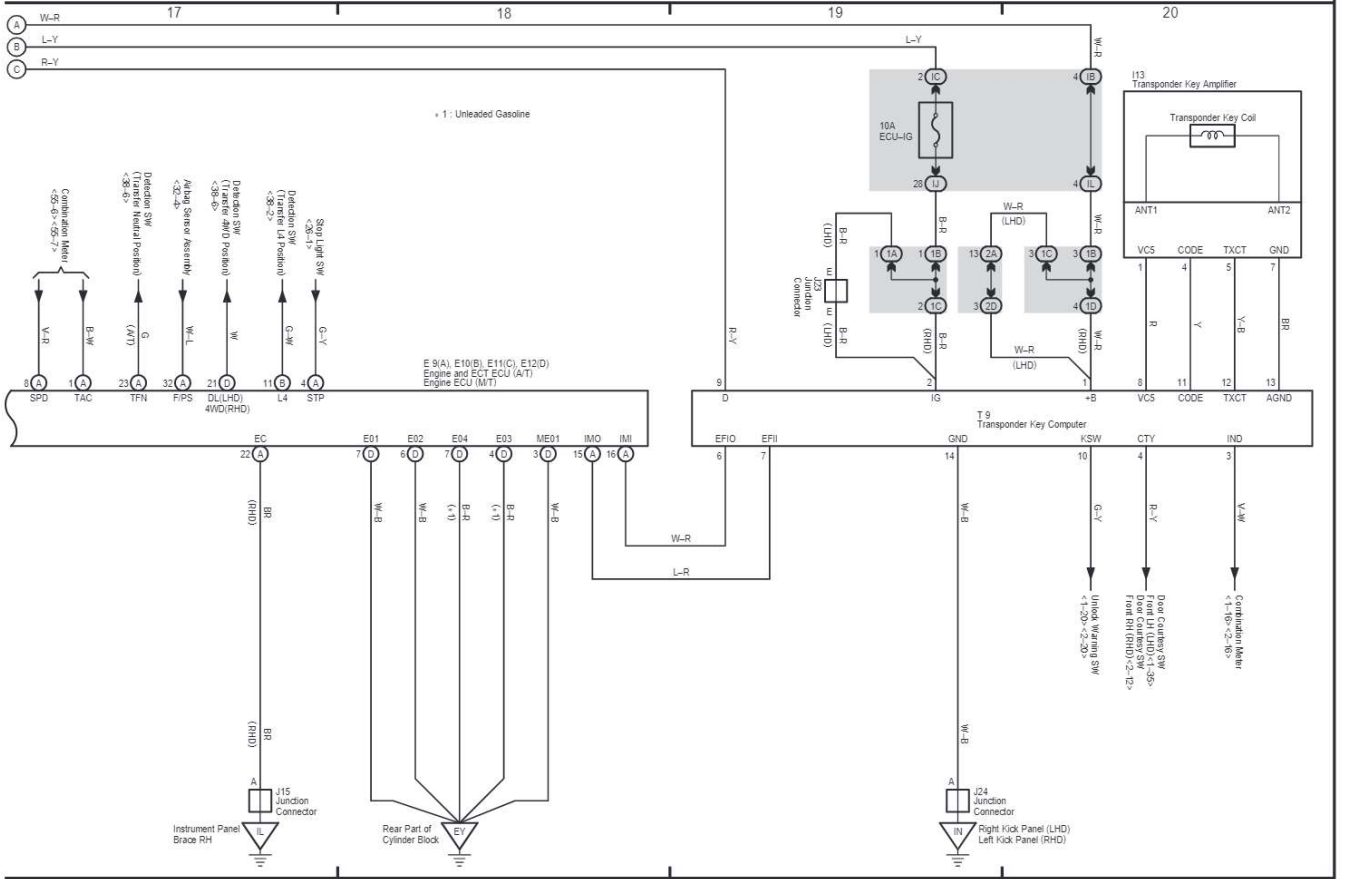 17
18
19
20
A
W–R
B
L–Y
L–Y
C
R–Y
W–R
2
IC
4
IB
I13
Transponder Key Amplifier
* 1 : Unleaded Gasoline
Transponder Key Coil
10A
ECU–IG
28
IJ
4
IL
ANT1
ANT2
VC5
CODE
TXCT
GND
1
4
5
7
Combination Meter
<55–6><55–7>
Detection SW
(Transfer Neutral Position)
<38–6>
Airbag Sensor Assembly
<32–4>
Detection SW
(Transfer 4WD Position)
<38–6>
Detection SW
(Transfer L4 Position)
<38–2>
Stop Light SW
<26–1>
B–R
(LHD)
B–R
W–R
(LHD)
W–R
1
1A
1
1B
13
2A
3
1C
3
1B
E
J23
Junction
Connector
E
2
1C
3
2D
4
1D
B–R
(LHD)
B–R
(RHD)
W–R
(LHD)
W–R
(RHD)
R–Y
R
Y
Y–B
BR
V–R
B–W
G
(A/T)
W–L
W
G–W
G–Y
E 9(A), E10(B), E11(C), E12(D)
Engine and ECT ECU (A/T)
Engine ECU (M/T)
8
A
1
A
23
A
32
A
21
D
11
B
4
A
9
2
1
8
11
12
13
SPD
TAC
TFN
F/PS
DL(LHD)
4WD(RHD)
L4
STP
D
IG
+B
VC5
CODE
TXCT
AGND
T 9
Transponder Key Computer
EC
E01
E02
E04
E03
ME01
IMO
IMI
EFIO
EFII
GND
KSW
CTY
IND
22
A
7
D
6
D
7
D
4
D
3
D
15
A
16
A
6
7
14
10
4
3
BR
(RHD)
W–B
W–B
B–R
(*1)
B–R
(*1)
W–B
W–B
G–Y
R–Y
V–W
W–R
L–R
Unlock Warning SW
<1–20><2–20>
Door Courtesy SW
Front LH (LHD)<1–35>
Door Courtesy SW
Front RH (RHD)<2–12>
Combination Meter
<1–16><2–16>
BR
(RHD)
W–B
A
J15
Junction
Connector
A
J24
Junction
Connector
Instrument Panel
Brace RH
IL
Rear Part of
Cylinder Block
EY
IN
Right Kick Panel (LHD)
Left Kick Panel (RHD)